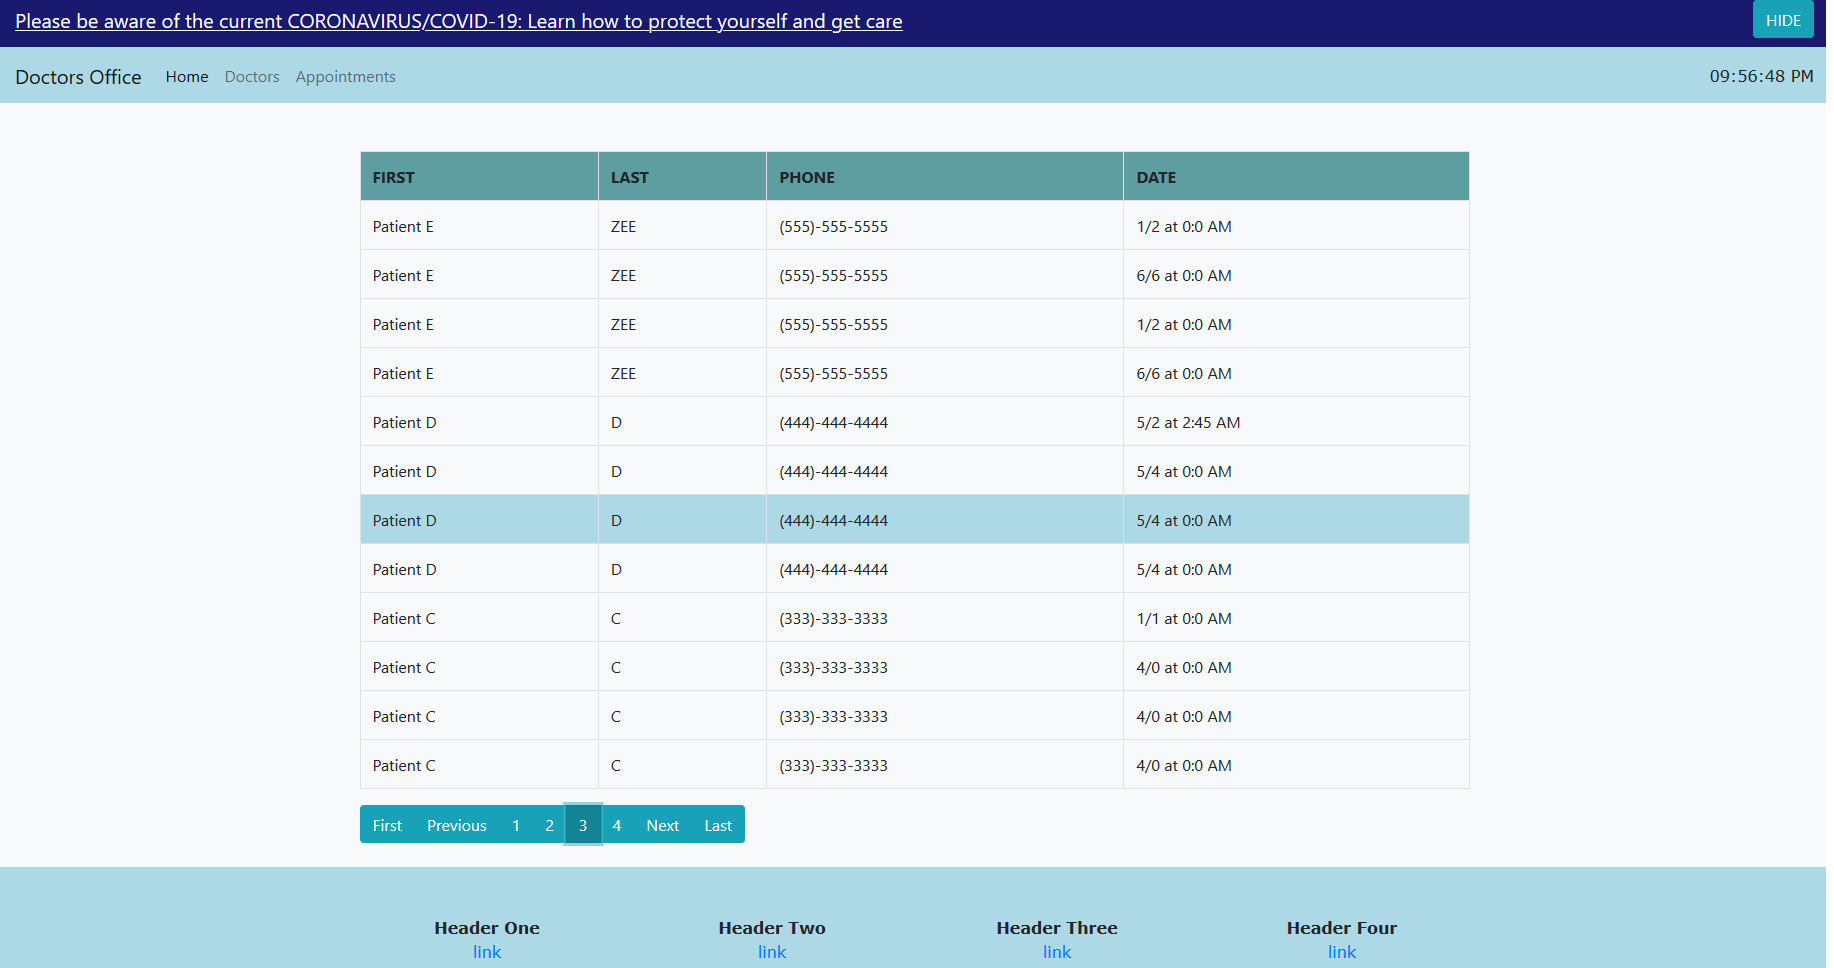 Please be aware of the current CORONAVIRUS/COVID-19: Learn how to protect yourself and get care HIDE
Doctors Office Home Doctors Appointments 09:56:48 PM
FIRST LAST PHONE DATE
Patient E ZEE (555)-555-5555 1/2 at 0:0 AM
Patient E ZEE (555)-555-5555 6/6 at 0:0 AM
Patient E ZEE (555)-555-5555 1/2 at 0:0 AM
Patient E ZEE (555)-555-5555 6/6 at 0:0 AM
Patient D D (444)-444-4444 5/2 at 2:45 AM
Patient D D (444)-444-4444 5/4 at 0:0 AM
Patient D D (444)-444-4444 5/4 at 0:0 AM
Patient D D (444)-444-4444 5/4 at 0:0 AM
Patient C C (333)-333-3333 1/1 at 0:0 AM
Patient C C (333)-333-3333 4/0 at 0:0 AM
Patient C C (333)-333-3333 4/0 at 0:0 AM
Patient C C (333)-333-3333 4/0 at 0:0 AM
First Previous 1 2 3 4 Next Last
Header One Header Two Header Three Header Four
link link link link